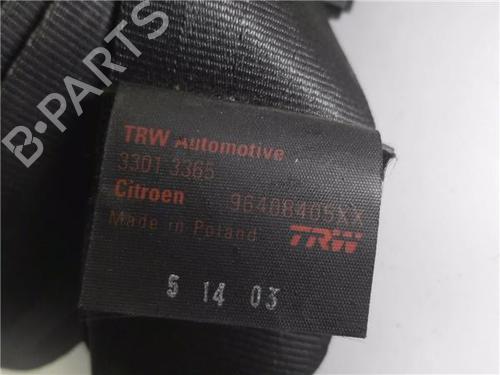 B-PARTS
TRW Automotive
3301 3365
Citroen 96408405XX
Made in Poland TRW
5 14 03